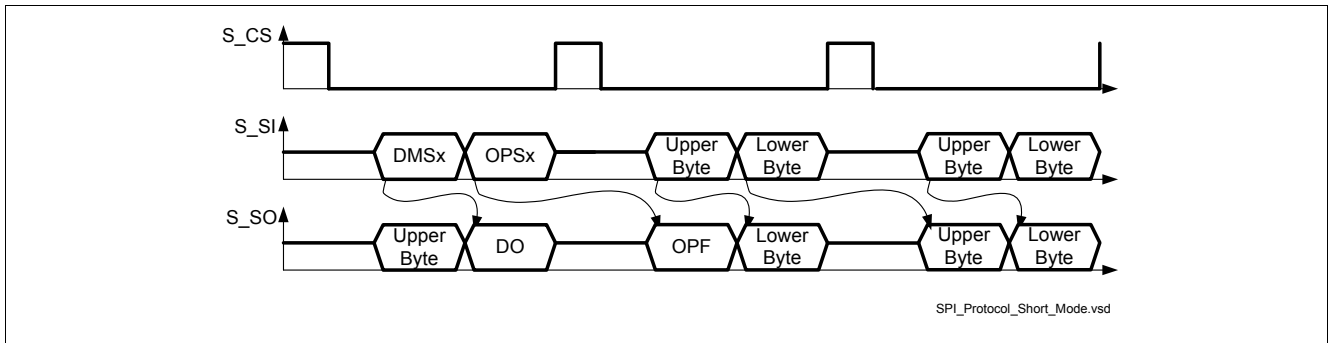 S_CS
S_SI
DMSx
OPSx
Upper
Byte
Lower
Byte
Upper
Byte
Lower
Byte
S_SO
Upper
Byte
DO
OPF
Lower
Byte
Upper
Byte
Lower
Byte
SPI_Protocol_Short_Mode.vsd